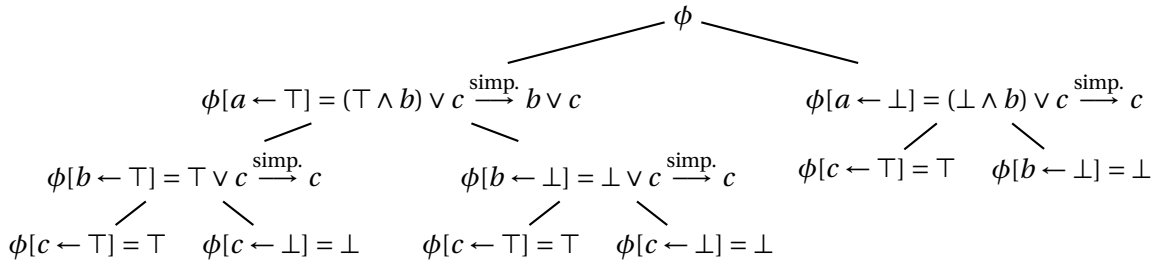 ϕ
ϕ[a ← ⊤] = (⊤ ∧ b) ∨ c simp.⟶ b ∨ c ϕ[a ← ⊥] = (⊥ ∧ b) ∨ c simp.⟶ c
ϕ[b ← ⊤] = ⊤ ∨ c simp.⟶ c ϕ[b ← ⊥] = ⊥ ∨ c simp.⟶ c ϕ[c ← ⊤] = ⊤ ϕ[b ← ⊥] = ⊥
ϕ[c ← ⊤] = ⊤ ϕ[c ← ⊥] = ⊥ ϕ[c ← ⊤] = ⊤ ϕ[c ← ⊥] = ⊥